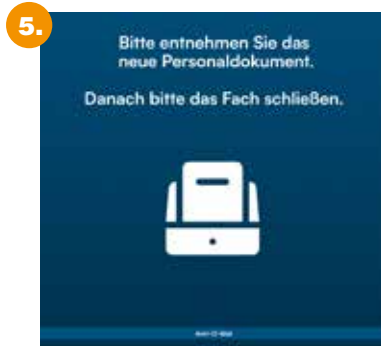 5.
Bitte entnehmen Sie das
neue Personaldokument.
Danach bitte das Fach schließen.